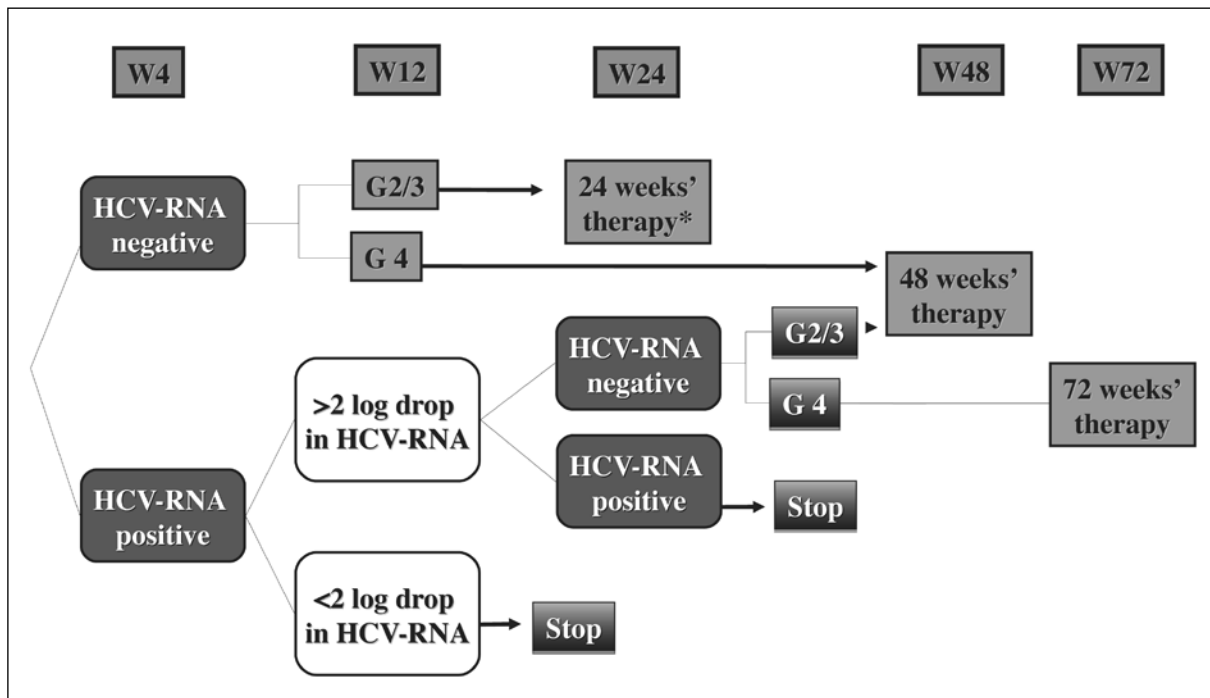 W4
W12
W24
W48
W72
HCV-RNA
negative
G2/3
24 weeks’
therapy*
G 4
48 weeks’
therapy
HCV-RNA
negative
G2/3
G 4
72 weeks’
therapy
>2 log drop
in HCV-RNA
HCV-RNA
positive
Stop
HCV-RNA
positive
<2 log drop
in HCV-RNA
Stop